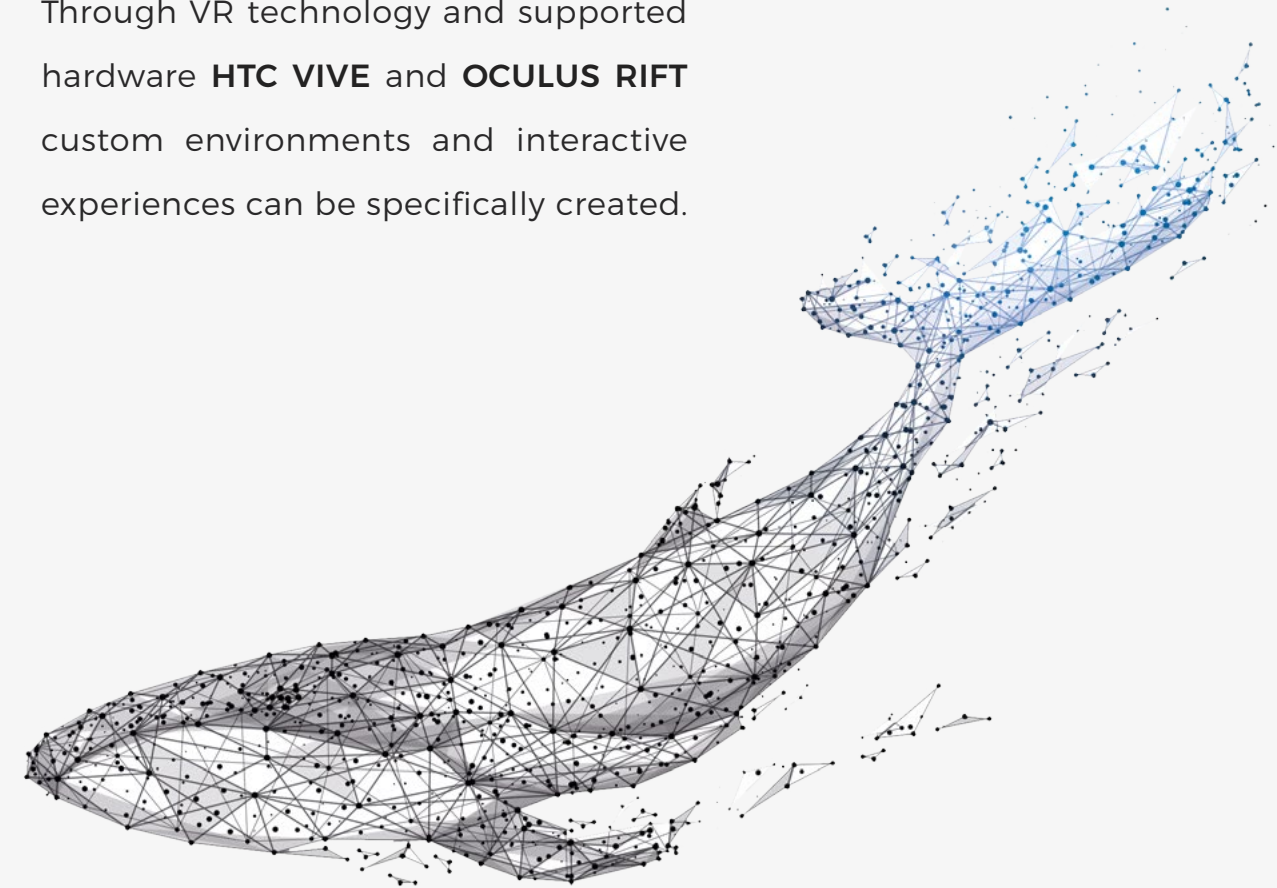 Through VR technology and supported
hardware HTC VIVE and OCULUS RIFT
custom environments and interactive
experiences can be specifically created.